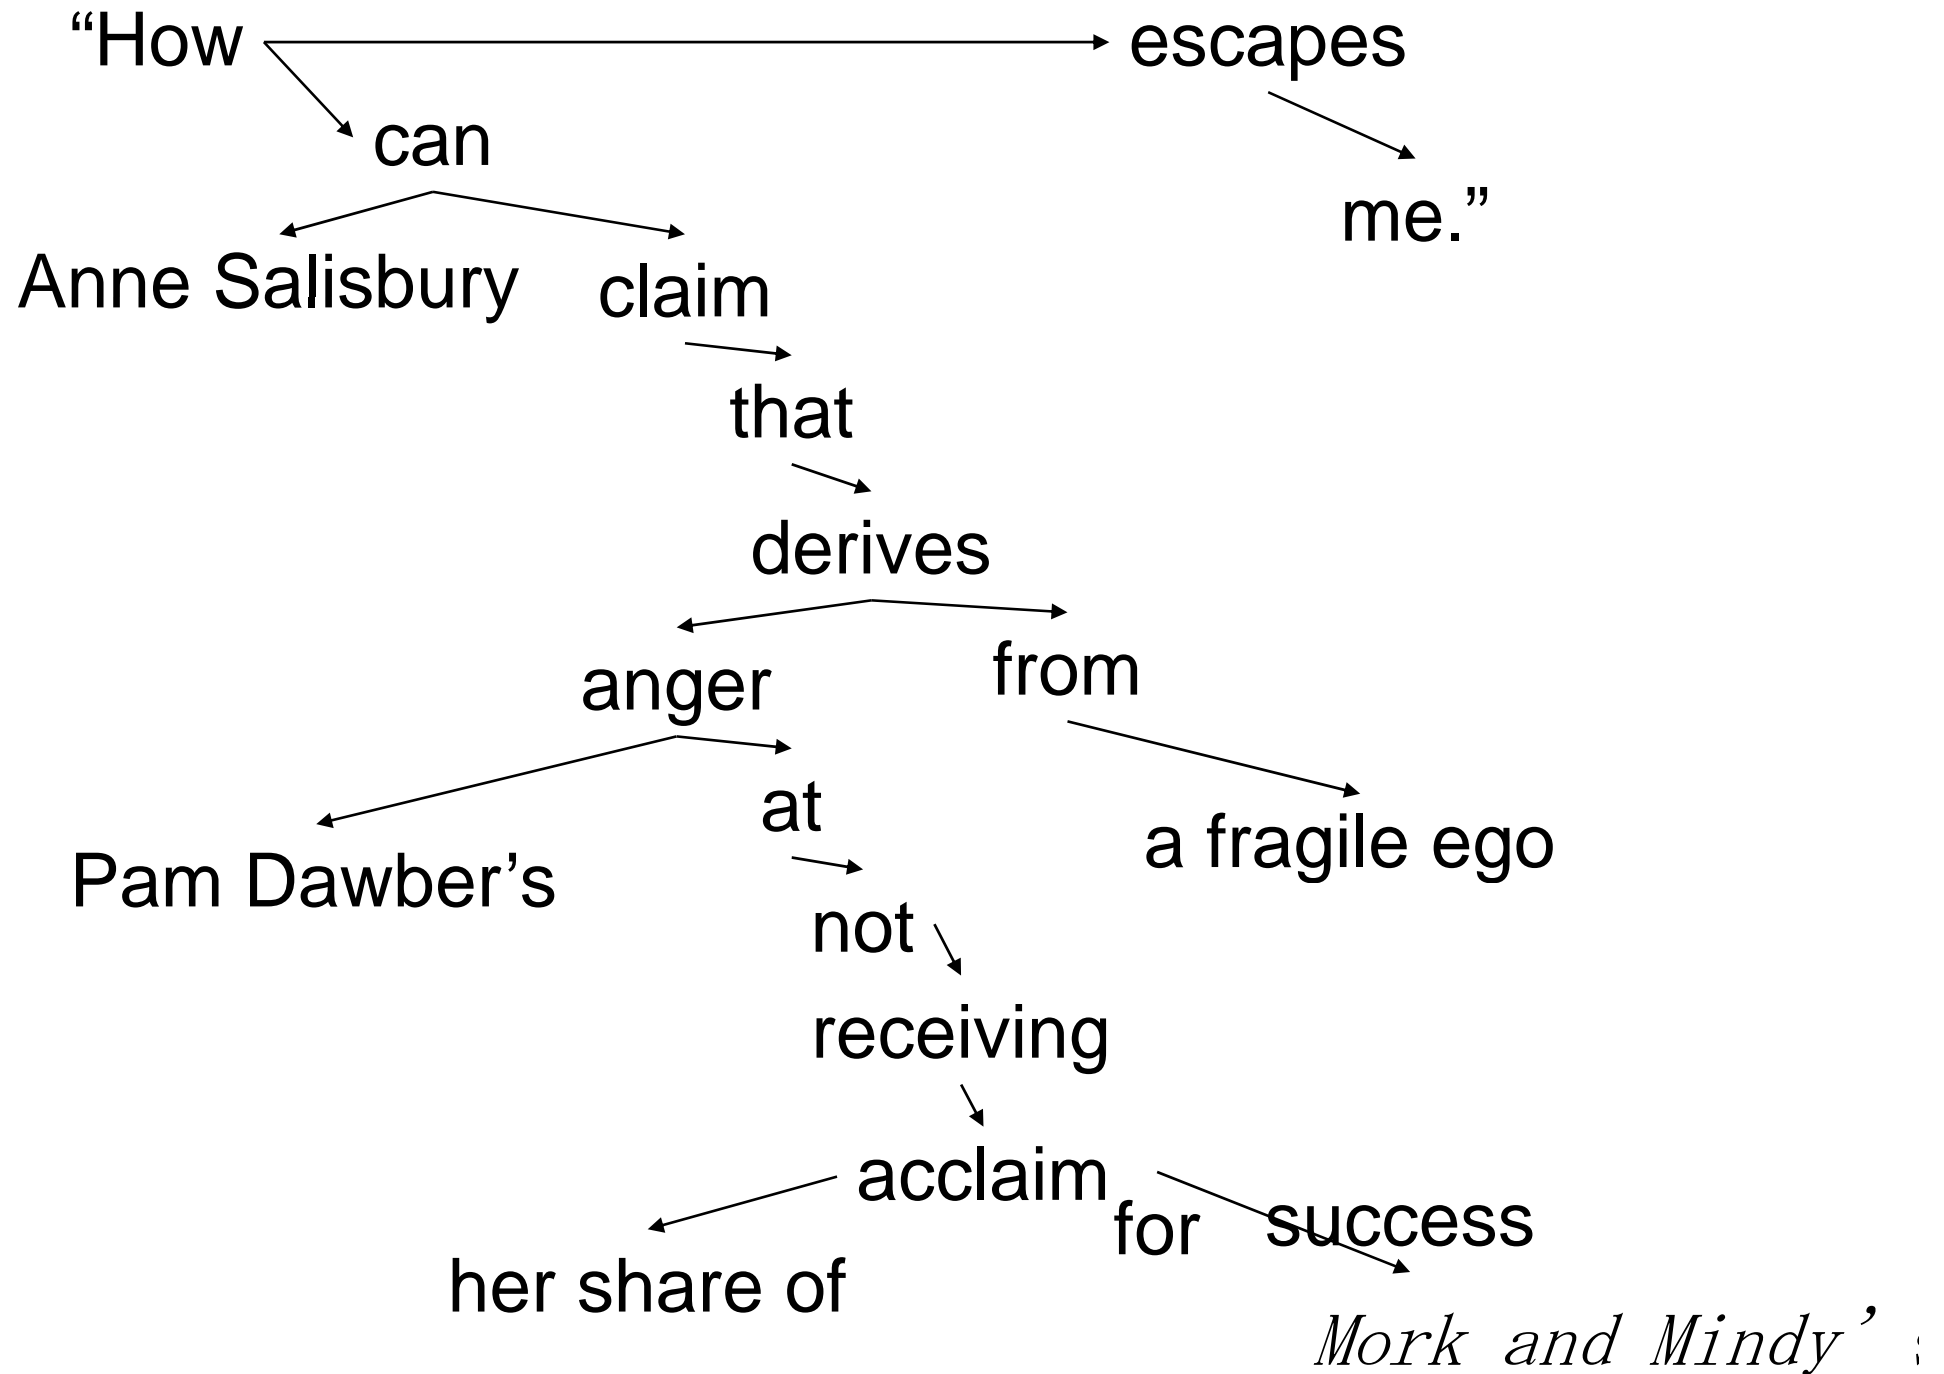 “How escapes
can
me.”
Anne Salisbury claim
that
derives
anger from
at
a fragile ego
Pam Dawber’s
not
receiving
acclaim
for success
her share of
Mork and Mindy’s